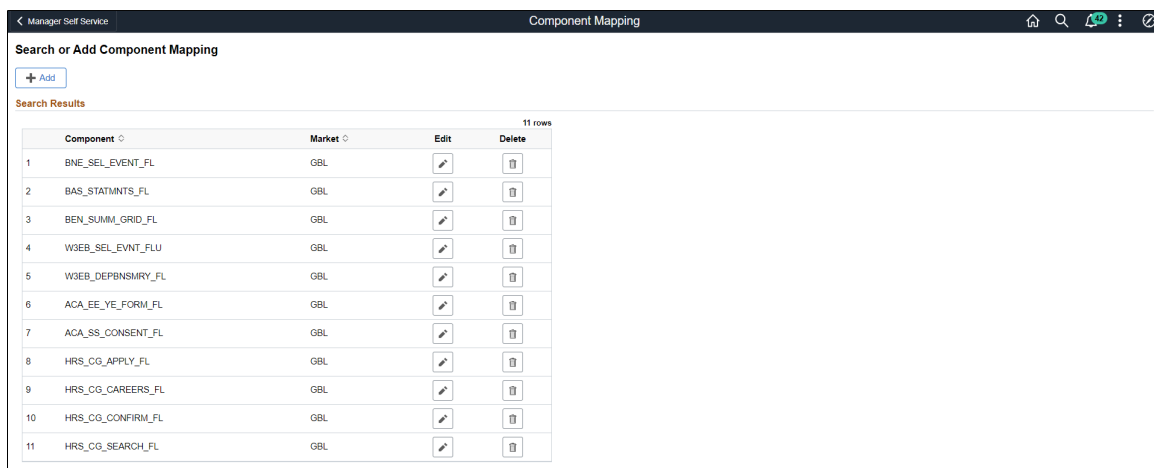 Manager Self Service Component Mapping 42
Search or Add Component Mapping
Add
Search Results
11 rows
Component Market Edit Delete
1 BNE_SEL_EVENT_FL GBL
2 BAS_STATMNTS_FL GBL
3 BEN_SUMM_GRID_FL GBL
4 W3EB_SEL_EVNT_FLU GBL
5 W3EB_DEPBNSMRY_FL GBL
6 ACA_EE_YE_FORM_FL GBL
7 ACA_SS_CONSENT_FL GBL
8 HRS_CG_APPLY_FL GBL
9 HRS_CG_CAREERS_FL GBL
10 HRS_CG_CONFIRM_FL GBL
11 HRS_CG_SEARCH_FL GBL